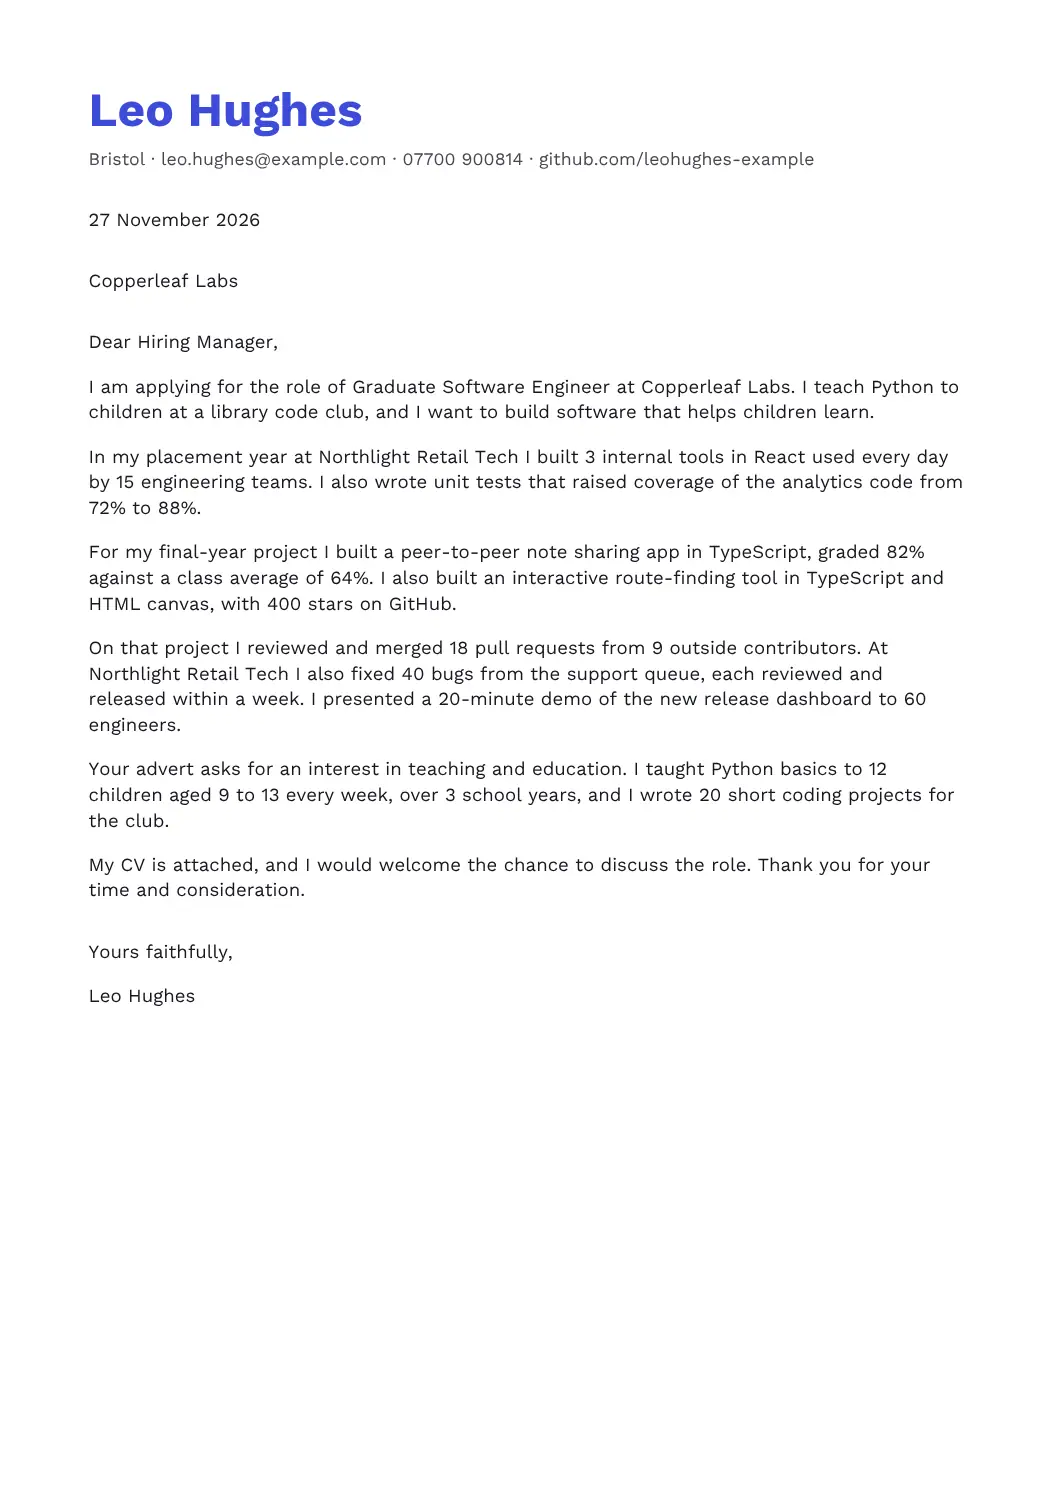 Leo Hughes
Bristol · leo.hughes@example.com · 07700 900814 · github.com/leohughes-example
27 November 2026
Copperleaf Labs
Dear Hiring Manager,
I am applying for the role of Graduate Software Engineer at Copperleaf Labs. I teach Python to
children at a library code club, and I want to build software that helps children learn.
In my placement year at Northlight Retail Tech I built 3 internal tools in React used every day
by 15 engineering teams. I also wrote unit tests that raised coverage of the analytics code from
72% to 88%.
For my final-year project I built a peer-to-peer note sharing app in TypeScript, graded 82%
against a class average of 64%. I also built an interactive route-finding tool in TypeScript and
HTML canvas, with 400 stars on GitHub.
On that project I reviewed and merged 18 pull requests from 9 outside contributors. At
Northlight Retail Tech I also fixed 40 bugs from the support queue, each reviewed and
released within a week. I presented a 20-minute demo of the new release dashboard to 60
engineers.
Your advert asks for an interest in teaching and education. I taught Python basics to 12
children aged 9 to 13 every week, over 3 school years, and I wrote 20 short coding projects for
the club.
My CV is attached, and I would welcome the chance to discuss the role. Thank you for your
time and consideration.
Yours faithfully,
Leo Hughes